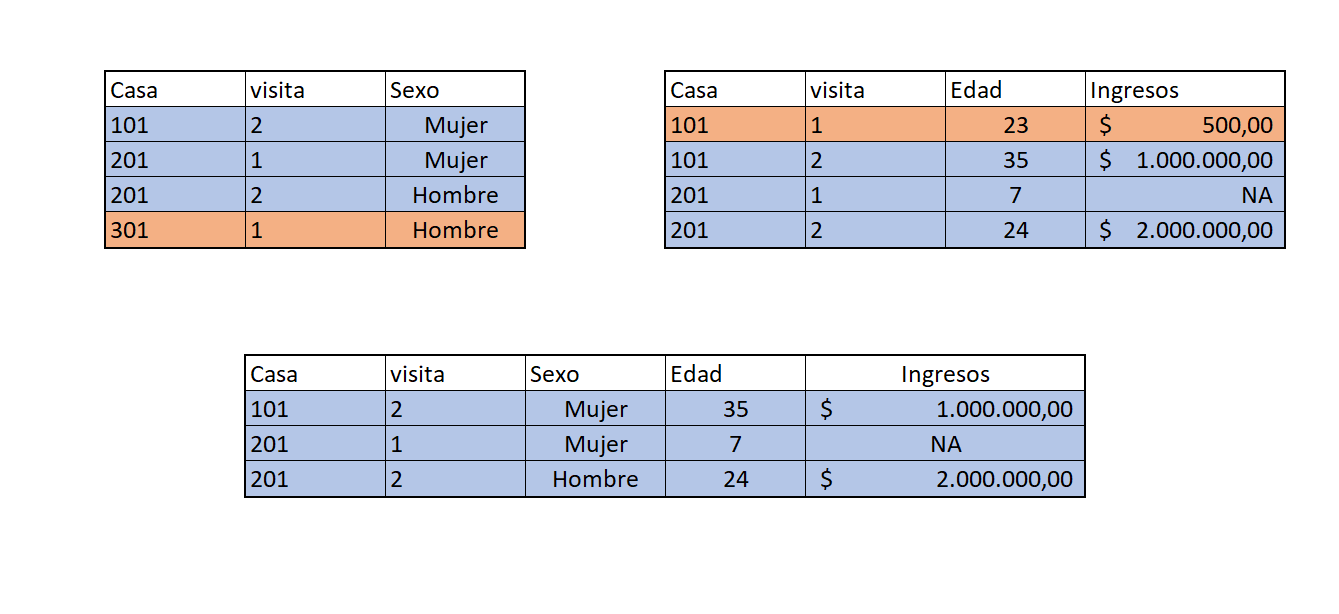 Casa visita Sexo
101 2 Mujer
201 1 Mujer
201 2 Hombre
301 1 Hombre
Casa visita Edad Ingresos
101 1 23 $ 500,00
101 2 35 $ 1.000.000,00
201 1 7 NA
201 2 24 $ 2.000.000,00
Casa visita Sexo Edad Ingresos
101 2 Mujer 35 $ 1.000.000,00
201 1 Mujer 7 NA
201 2 Hombre 24 $ 2.000.000,00